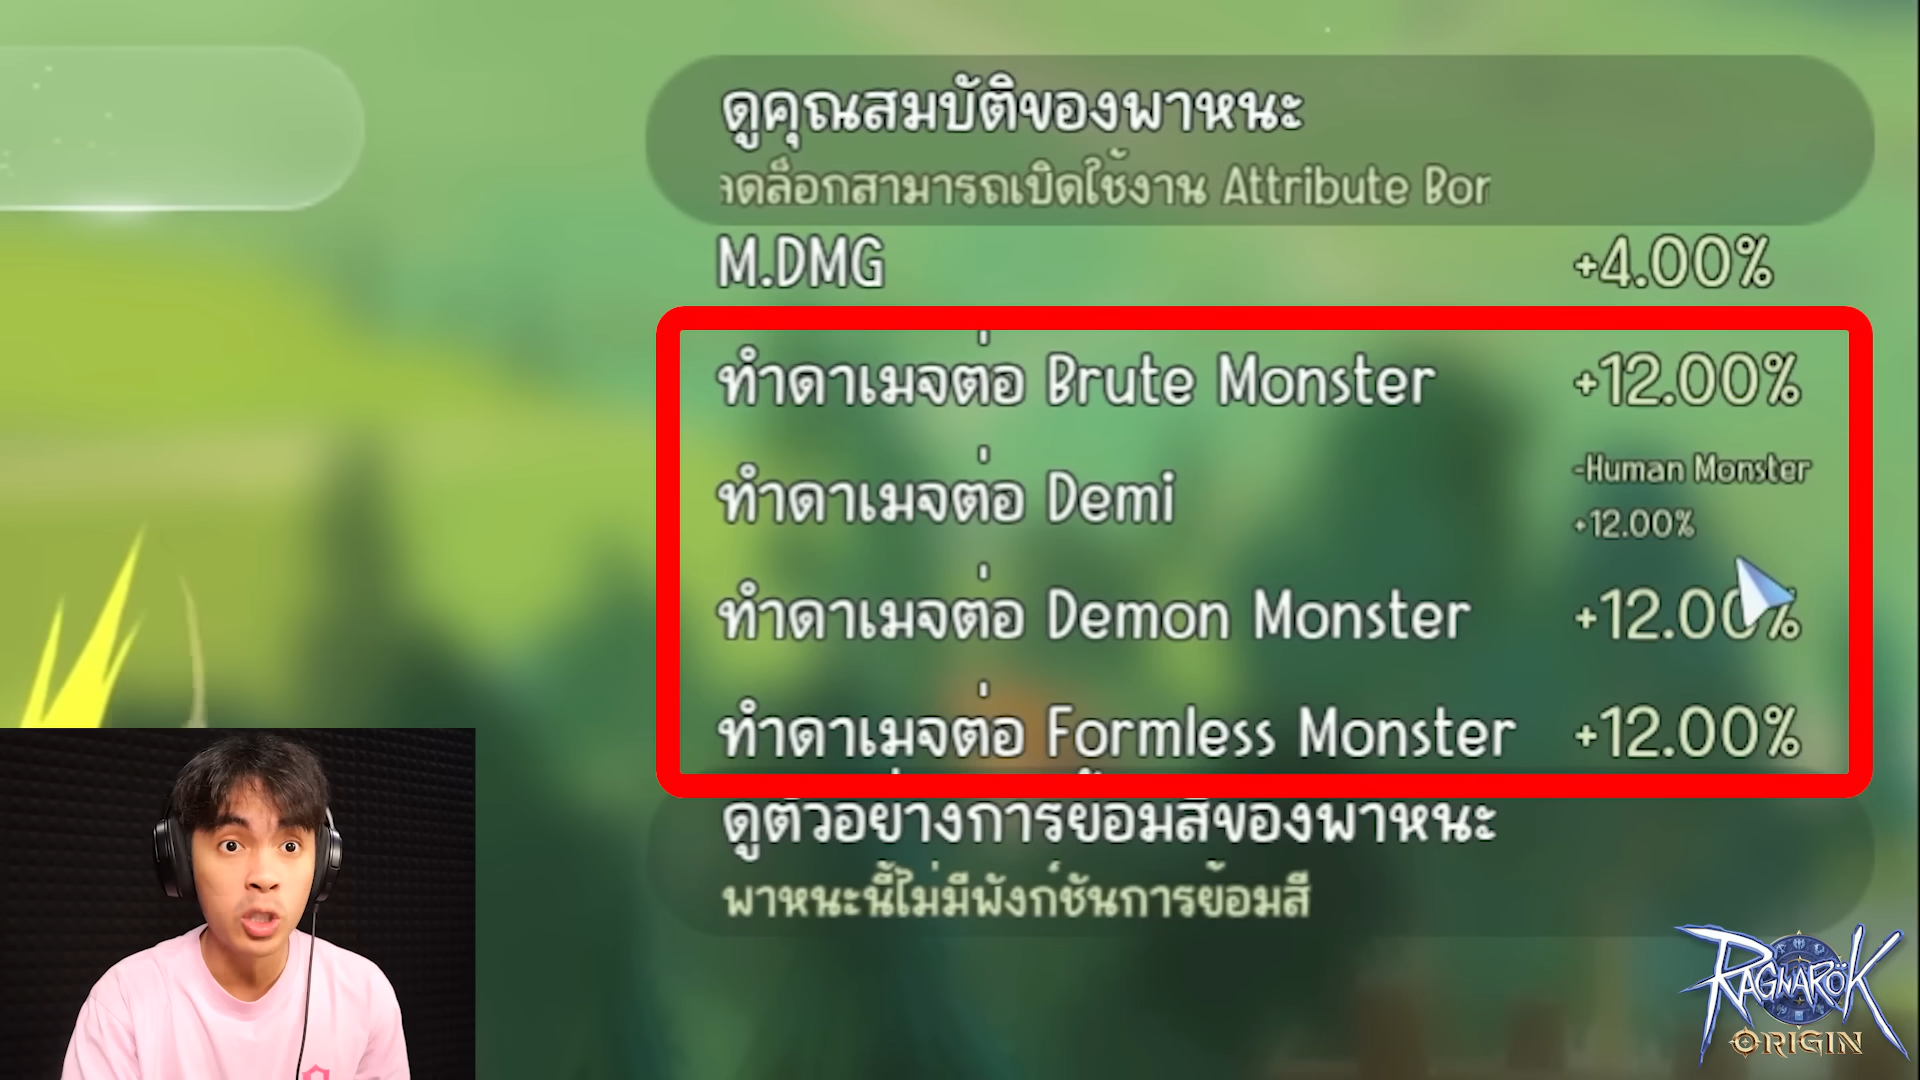 ดูคุณสมบัติของพาหนะ
ลดล็อกสามารถเปิดใช้งาน Attribute Bor
M.DMG +4.00%
ทำดาเมจต่อ Brute Monster +12.00%
ทำดาเมจต่อ Demi -Human Monster +12.00%
ทำดาเมจต่อ Demon Monster +12.00%
ทำดาเมจต่อ Formless Monster +12.00%
ดูตัวอย่างการย้อมสีของพาหนะ
พาหนะนี้ไม่มีฟังก์ชันการย้อมสี
RAGNARÖK
ORIGIN